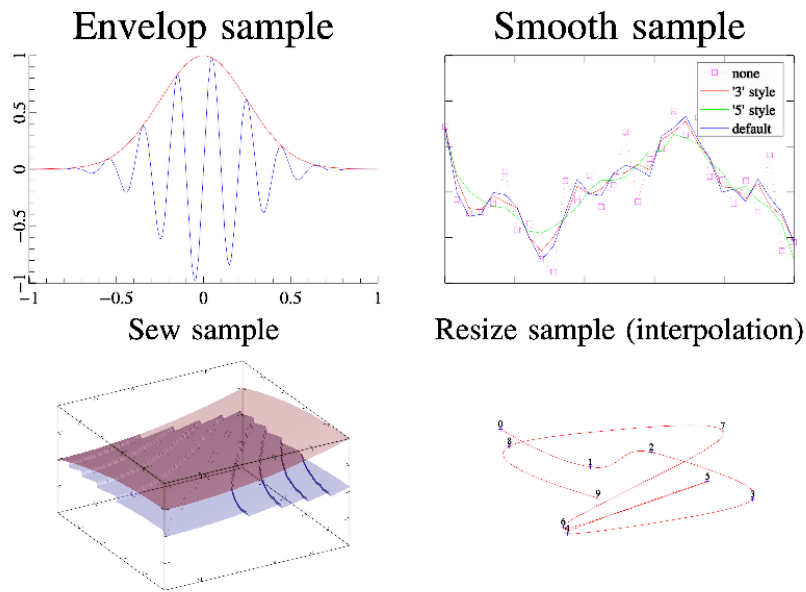 Envelop sample
Smooth sample
1
0.5
0
−0.5
−1
−1
−0.5
0
0.5
1
none
'3' style
'5' style
default
Sew sample
Resize sample (interpolation)
0
7
8
2
1
5
9
3
6
4